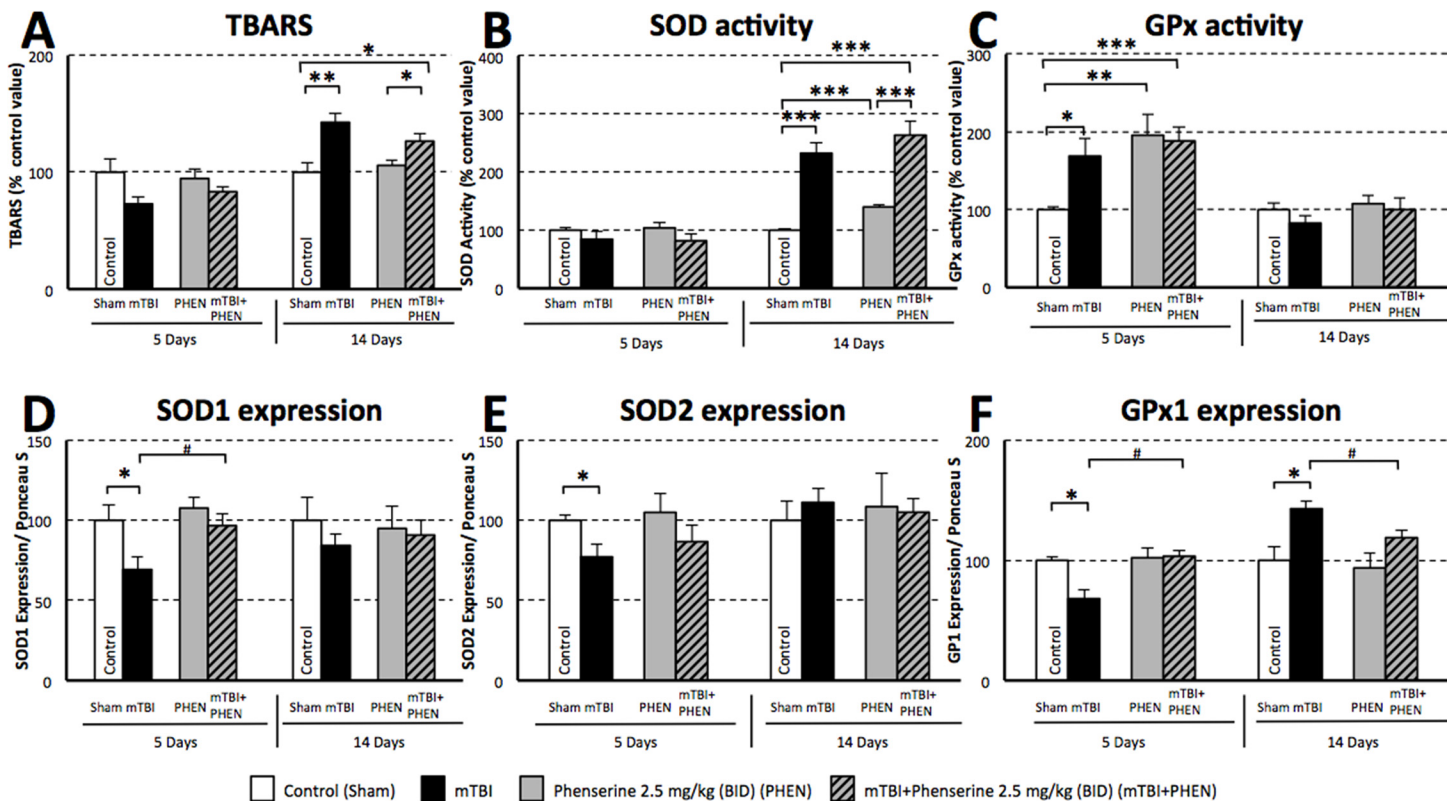 A TBARS
TBARS (% control value)
200
100
0
*
**
*
Control
Control
Sham mTBI PHEN mTBI+ PHEN
Sham mTBI PHEN mTBI+ PHEN
5 Days
14 Days
B SOD activity
SOD Activity (% control value)
400
300
200
100
0
***
***
***
***
Control
Control
Sham mTBI PHEN mTBI+ PHEN
Sham mTBI PHEN mTBI+ PHEN
5 Days
14 Days
C GPx activity
GPx activity (% control value)
300
200
100
0
***
**
*
Control
Control
Sham mTBI PHEN mTBI+ PHEN
Sham mTBI PHEN mTBI+ PHEN
5 Days
14 Days
D SOD1 expression
SOD1 Expression/ Ponceau S
150
100
50
0
#
*
Control
Control
Sham mTBI PHEN mTBI+ PHEN
Sham mTBI PHEN mTBI+ PHEN
5 Days
14 Days
E SOD2 expression
SOD2 Expression/ Ponceau S
150
100
50
0
*
Control
Control
Sham mTBI PHEN mTBI+ PHEN
Sham mTBI PHEN mTBI+ PHEN
5 Days
14 Days
F GPx1 expression
GP1 Expression/ Ponceau S
200
100
0
#
*
#
*
Control
Control
Sham mTBI PHEN mTBI+ PHEN
Sham mTBI PHEN mTBI+ PHEN
5 Days
14 Days
Control (Sham) mTBI Phenserine 2.5 mg/kg (BID) (PHEN) mTBI+Phenserine 2.5 mg/kg (BID) (mTBI+PHEN)